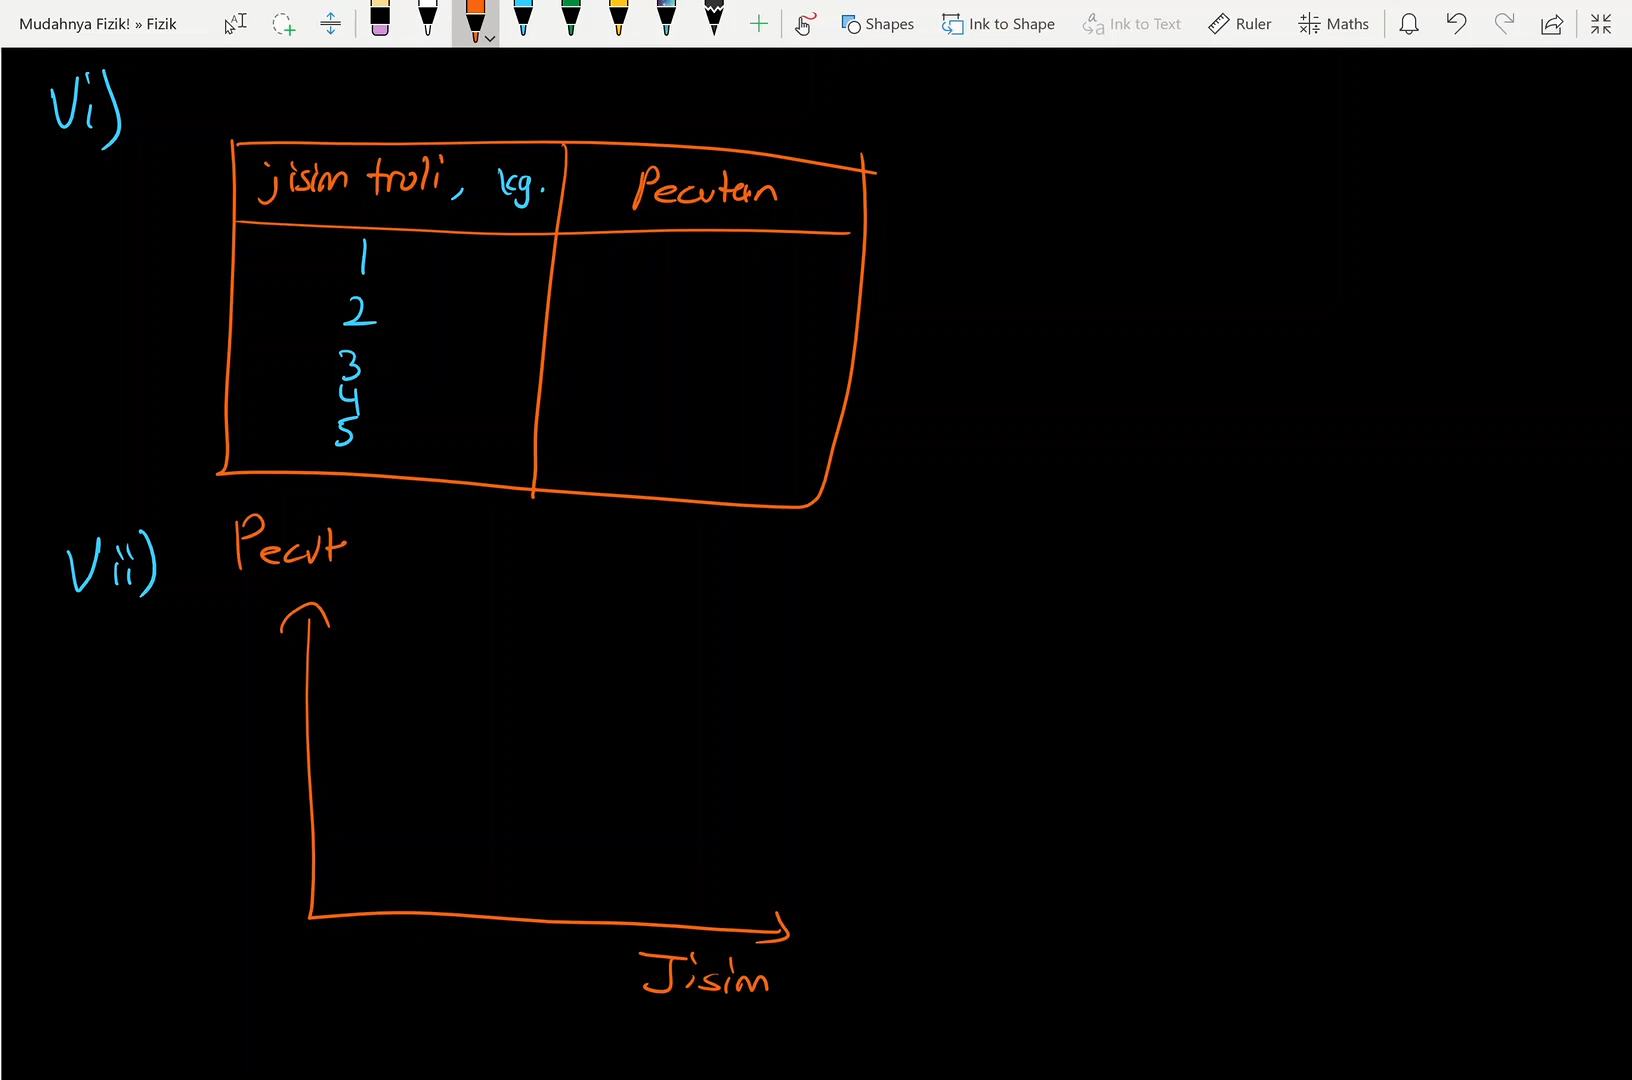 Mudahnya Fizik! » Fizik
Shapes
Ink to Shape
Ink to Text
Ruler
Maths
Vi)
jisim troli, kg.
Pecutan
1
2
3
4
5
Vii)
Pecut
Jisim